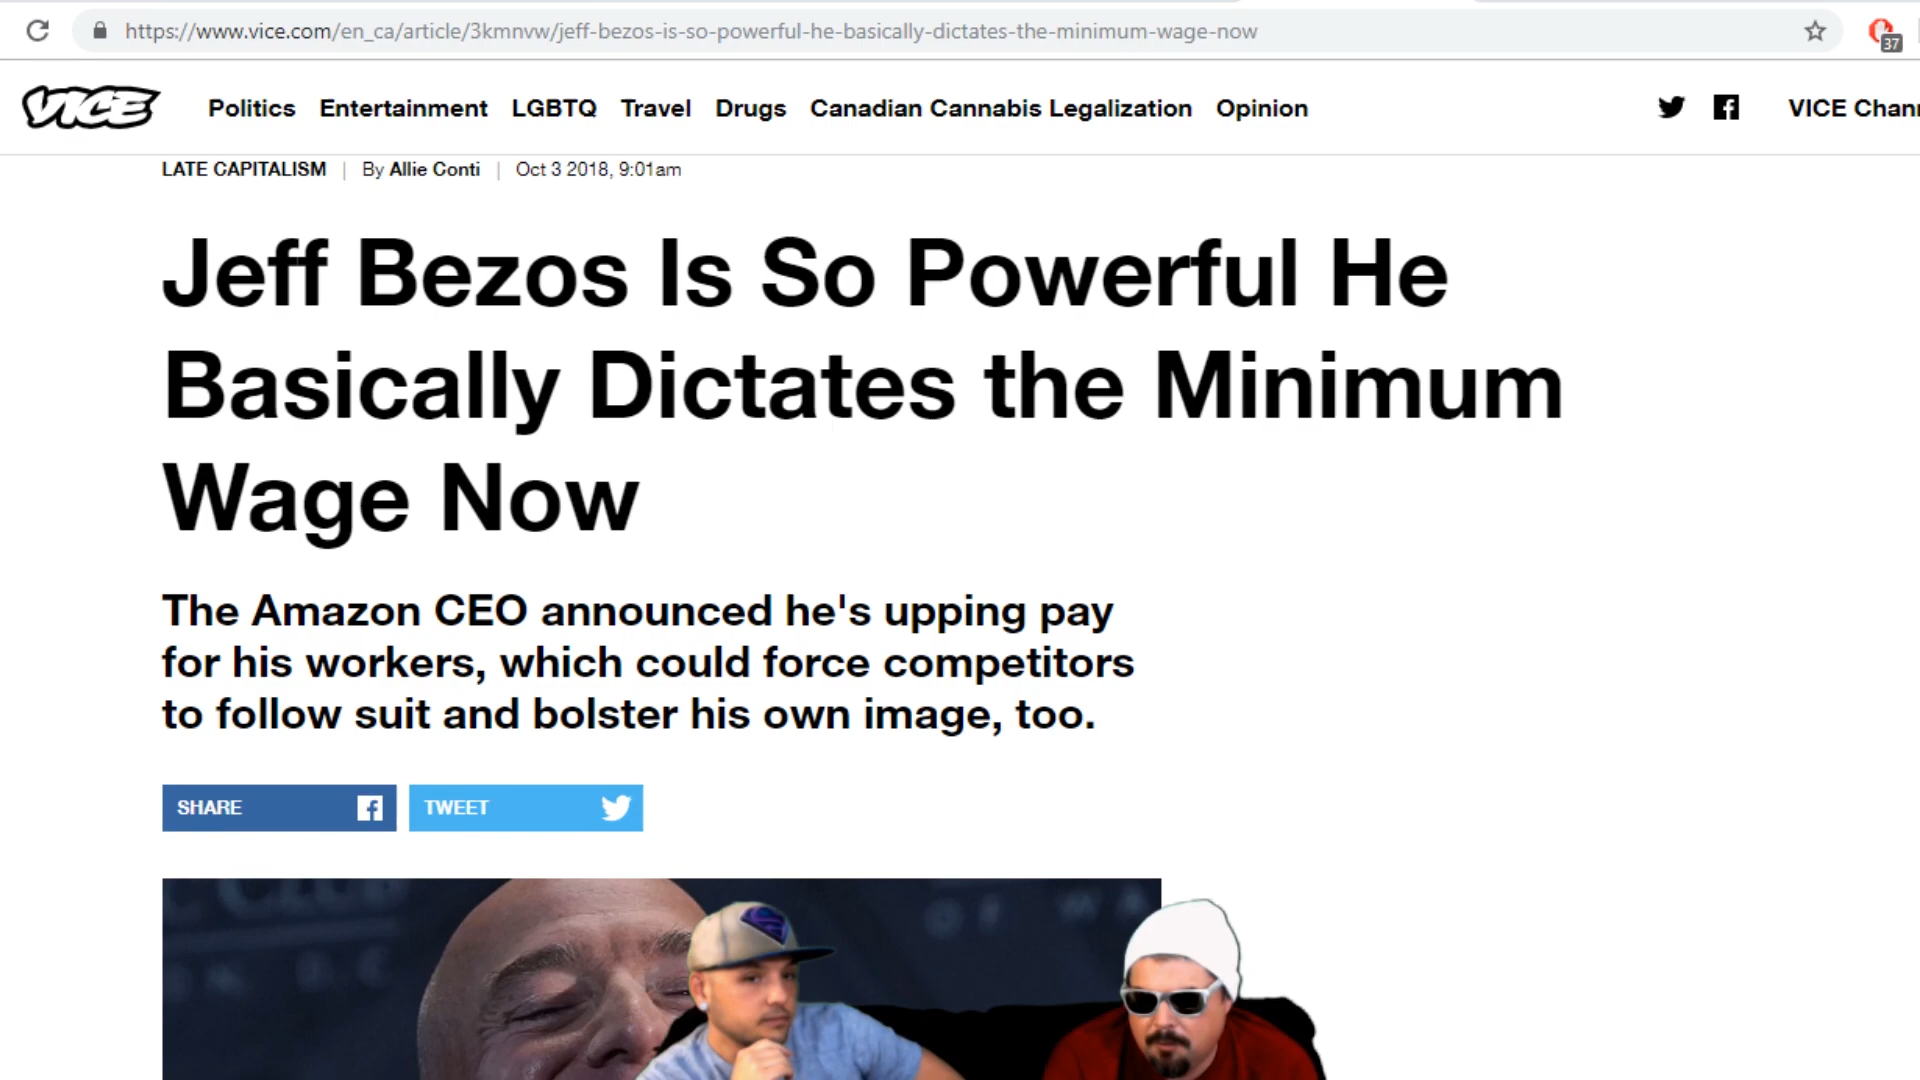 https://www.vice.com/en_ca/article/3kmnvw/jeff-bezos-is-so-powerful-he-basically-dictates-the-minimum-wage-now
37
VICE Politics Entertainment LGBTQ Travel Drugs Canadian Cannabis Legalization Opinion VICE Chann
LATE CAPITALISM | By Allie Conti | Oct 3 2018, 9:01am
Jeff Bezos Is So Powerful He
Basically Dictates the Minimum
Wage Now
The Amazon CEO announced he's upping pay
for his workers, which could force competitors
to follow suit and bolster his own image, too.
SHARE TWEET